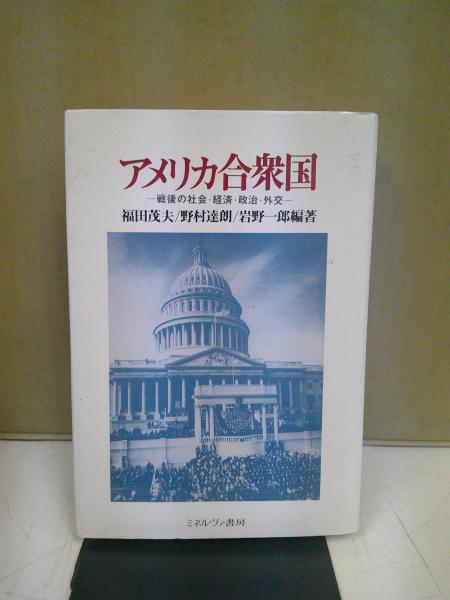 アメリカ合衆国
―戦後の社会・経済・政治・外交―
福田茂夫/野村達朗/岩野一郎編著
ミネルヴァ書房